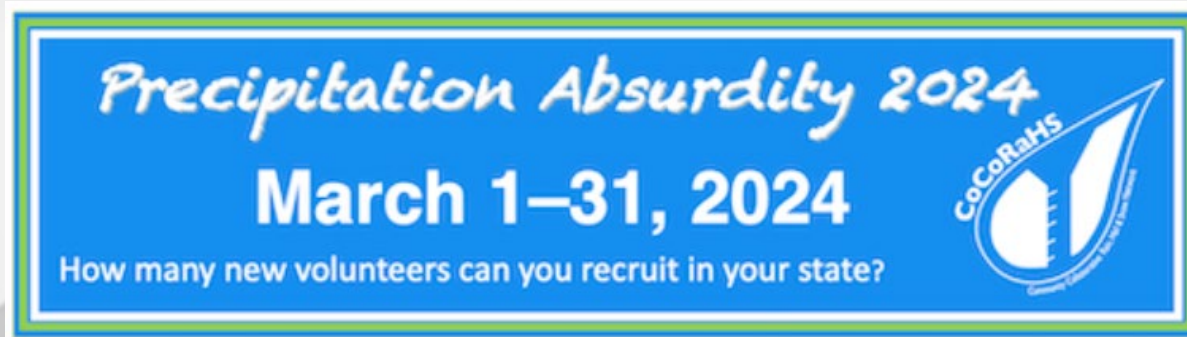 Precipitation Absurdity 2024
March 1–31, 2024
How many new volunteers can you recruit in your state?
CoCoRaHS